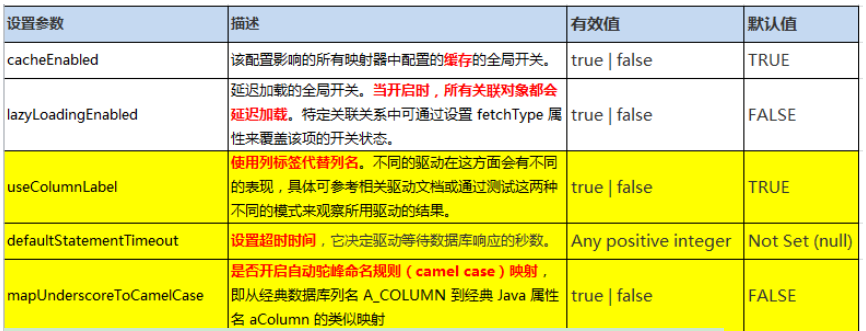 设置参数 描述 有效值 默认值
cacheEnabled 该配置影响的所有映射器中配置的缓存的全局开关。 true | false TRUE
延迟加载的全局开关。当开启时，所有关联对象都会
lazyLoadingEnabled 延迟加载。特定关联关系中可通过设置 fetchType 属 true | false FALSE
性来覆盖该项的开关状态。
使用列标签代替列名。不同的驱动在这方面会有不同
useColumnLabel 的表现，具体可参考相关驱动文档或通过测试这两种 true | false TRUE
不同的模式来观察所用驱动的结果。
defaultStatementTimeout 设置超时时间，它决定驱动等待数据库响应的秒数。 Any positive integer Not Set (null)
是否开启自动驼峰命名规则（camel case）映射，
mapUnderscoreToCamelCase 即从经典数据库列名 A_COLUMN 到经典 Java 属性 true | false FALSE
名 aColumn 的类似映射